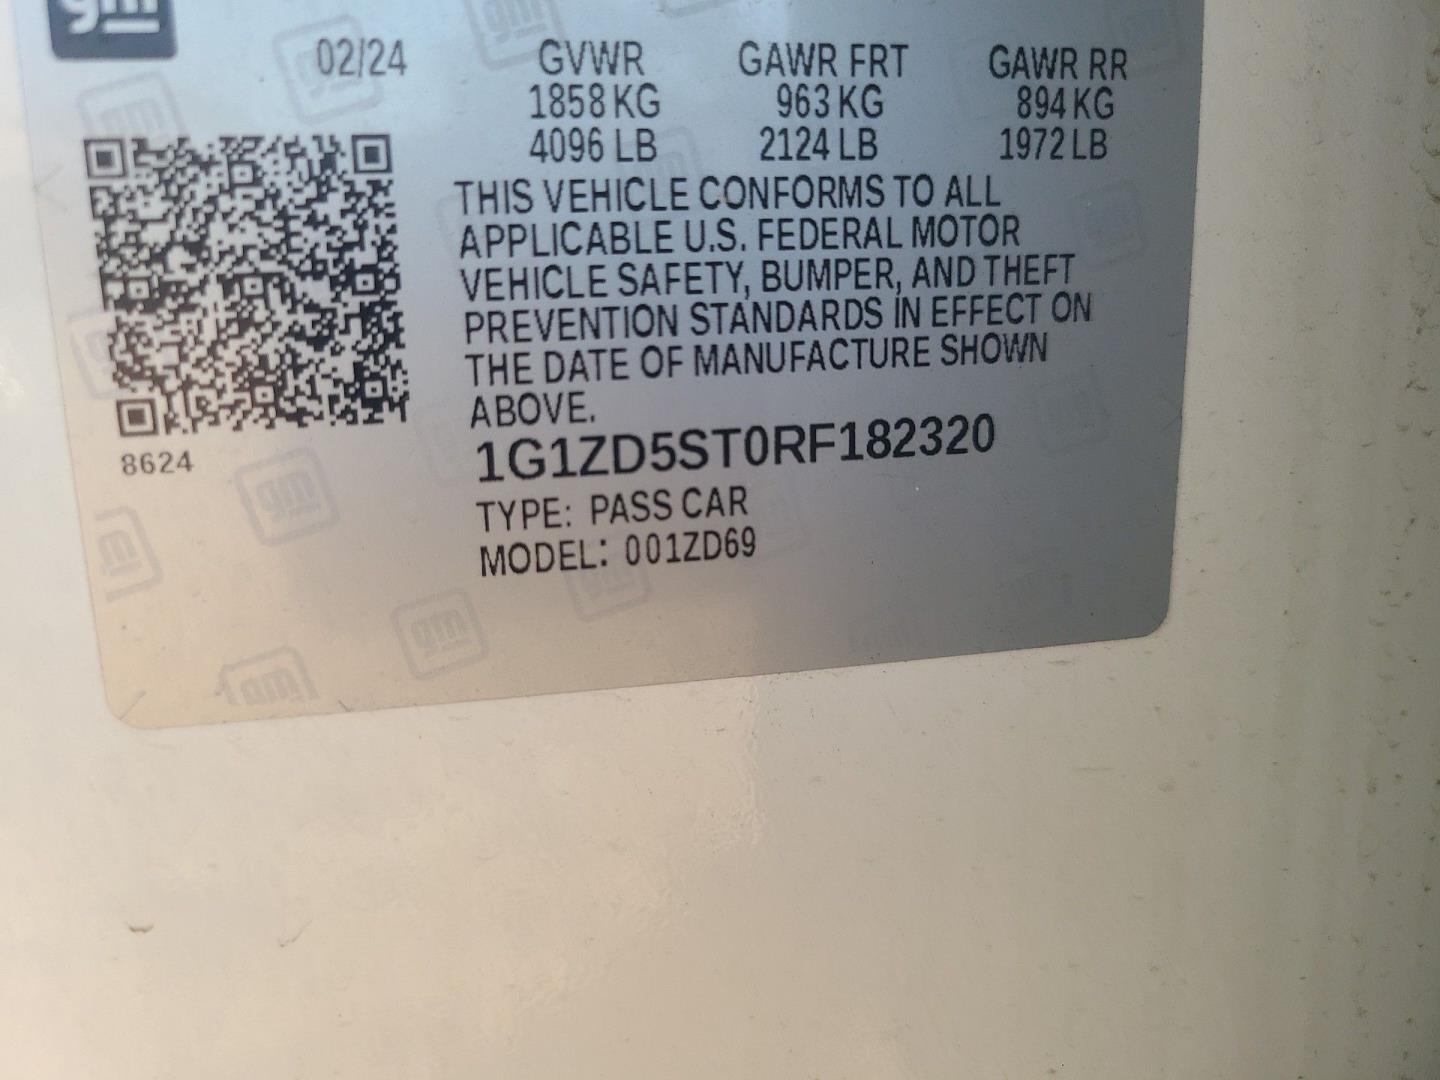 gm
02/24 GVWR GAWR FRT GAWR RR
1858 KG 963 KG 894 KG
4096 LB 2124 LB 1972 LB
THIS VEHICLE CONFORMS TO ALL
APPLICABLE U.S. FEDERAL MOTOR
VEHICLE SAFETY, BUMPER, AND THEFT
PREVENTION STANDARDS IN EFFECT ON
THE DATE OF MANUFACTURE SHOWN
ABOVE.
8624
1G1ZD5ST0RF182320
TYPE: PASS CAR
MODEL: 001ZD69